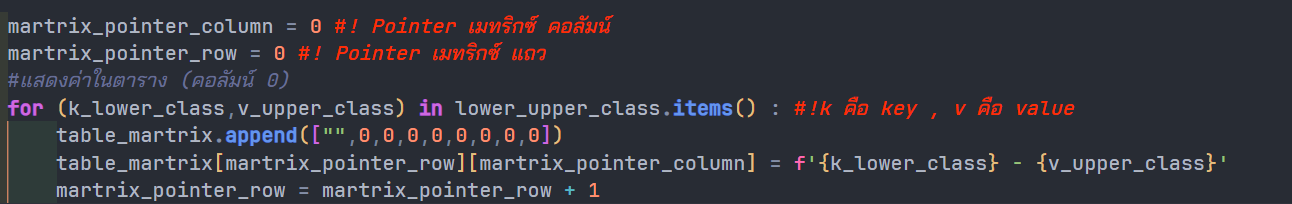 martrix_pointer_column = 0 #! Pointer เมทริกซ์ คอลัมน์
martrix_pointer_row = 0 #! Pointer เมทริกซ์ แถว
#แสดงค่าในตาราง (คอลัมน์ 0)
for (k_lower_class,v_upper_class) in lower_upper_class.items() : #!k คือ key , v คือ value
    table_martrix.append(["",0,0,0,0,0,0,0,0])
    table_martrix[martrix_pointer_row][martrix_pointer_column] = f'{k_lower_class} - {v_upper_class}'
    martrix_pointer_row = martrix_pointer_row + 1